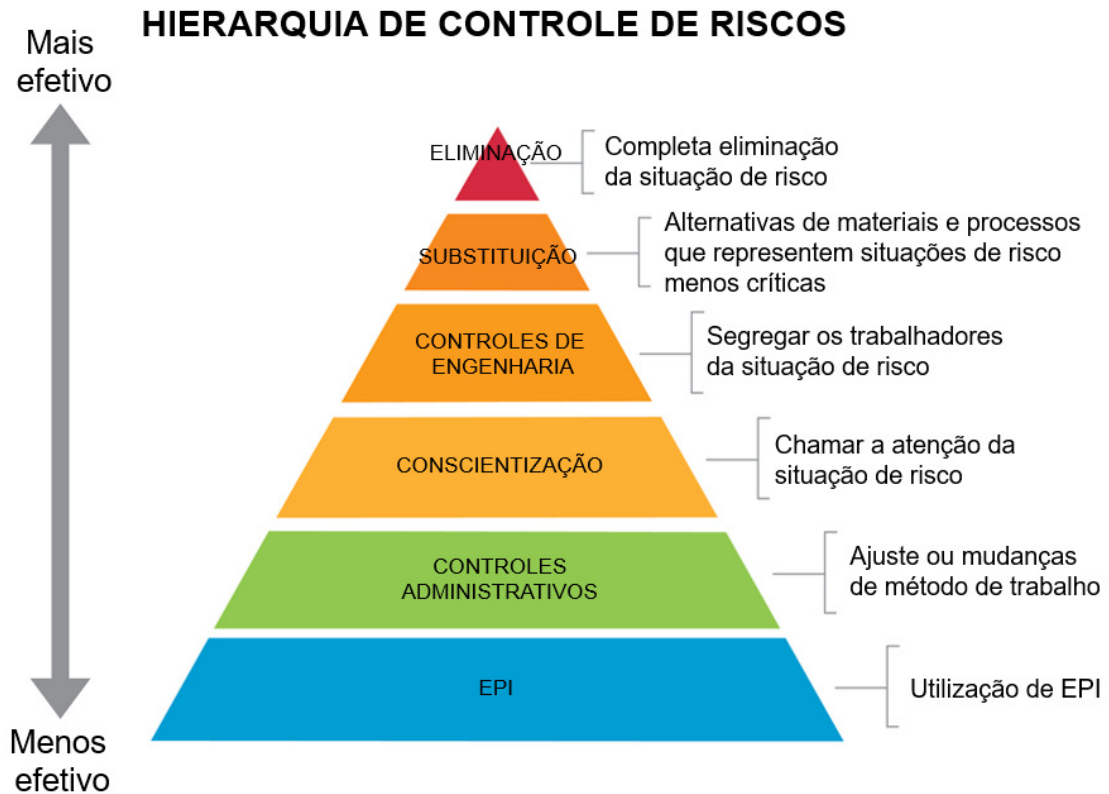 HIERARQUIA DE CONTROLE DE RISCOS
Mais
efetivo
ELIMINAÇÃO
Completa eliminação
da situação de risco
SUBSTITUIÇÃO
Alternativas de materiais e processos
que representem situações de risco
menos críticas
CONTROLES DE
ENGENHARIA
Segregar os trabalhadores
da situação de risco
CONSCIENTIZAÇÃO
Chamar a atenção da
situação de risco
CONTROLES
ADMINISTRATIVOS
Ajuste ou mudanças
de método de trabalho
EPI
Utilização de EPI
Menos
efetivo